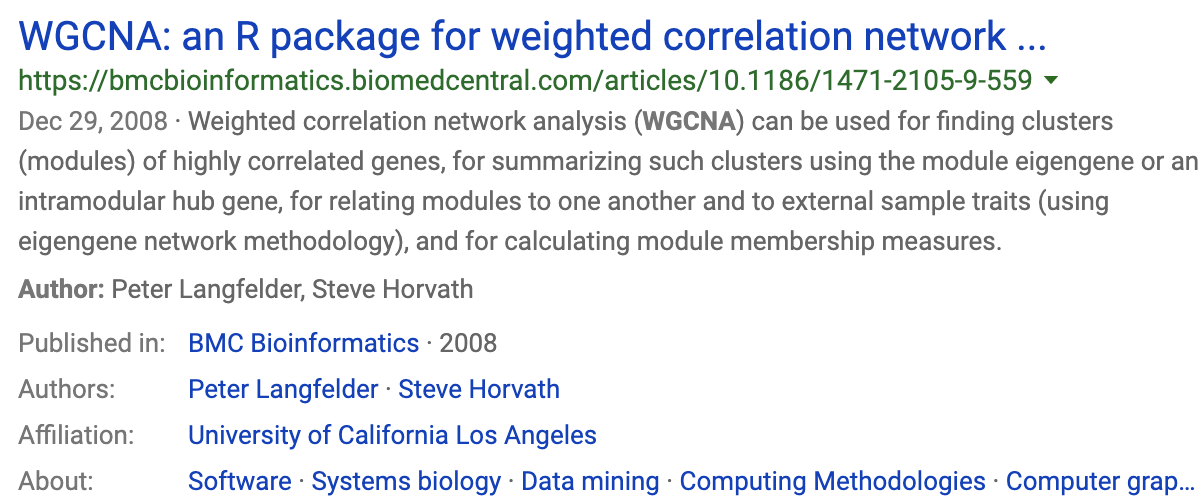 WGCNA: an R package for weighted correlation network ...
https://bmcbioinformatics.biomedcentral.com/articles/10.1186/1471-2105-9-559
Dec 29, 2008 · Weighted correlation network analysis (WGCNA) can be used for finding clusters
(modules) of highly correlated genes, for summarizing such clusters using the module eigengene or an
intramodular hub gene, for relating modules to one another and to external sample traits (using
eigengene network methodology), and for calculating module membership measures.
Author: Peter Langfelder, Steve Horvath
Published in: BMC Bioinformatics · 2008
Authors: Peter Langfelder · Steve Horvath
Affiliation: University of California Los Angeles
About: Software · Systems biology · Data mining · Computing Methodologies · Computer grap...